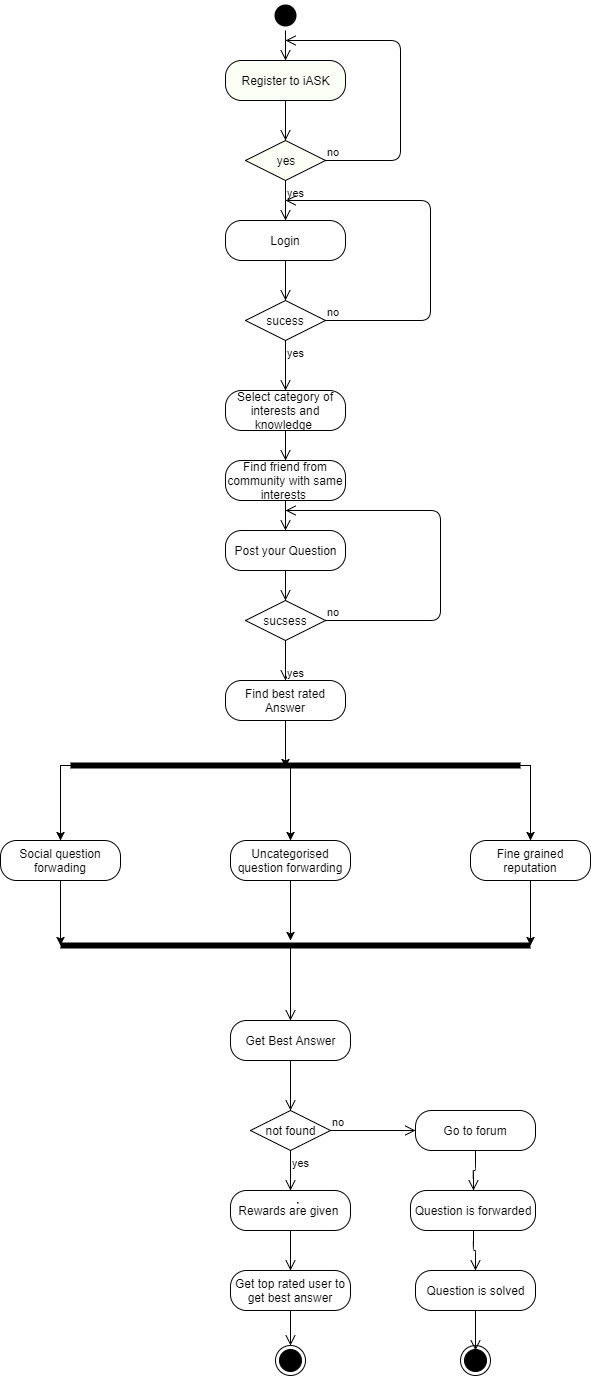 Register to iASK
no
yes
yes
Login
no
sucess
yes
Select category of
interests and
knowledge
Find friend from
community with same
interests
Post your Question
no
sucsess
yes
Find best rated
Answer
Social question
forwading
Uncategorised
question forwarding
Fine grained
reputation
Get Best Answer
not found
no
Go to forum
yes
Rewards are given
Question is forwarded
Get top rated user to
get best answer
Question is solved